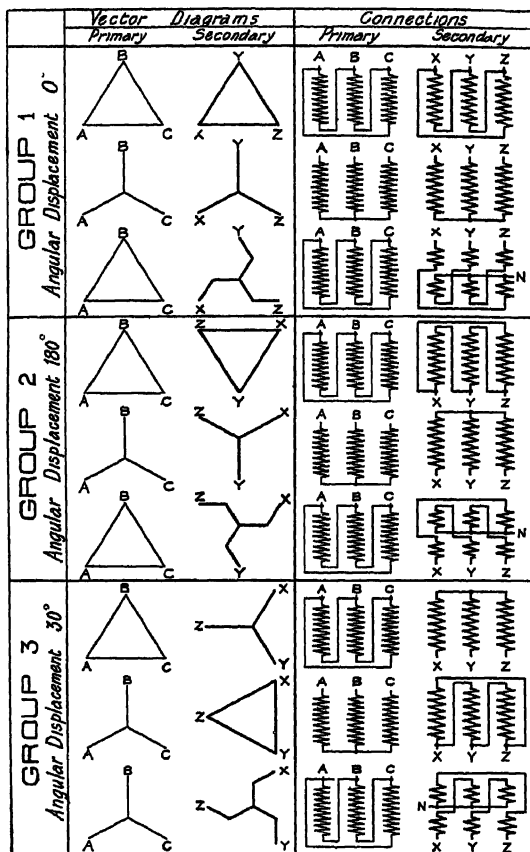 Vector Diagrams
Connections
Primary
Secondary
Primary
Secondary
GROUP 1
Angular Displacement 0°
B
A C
Y
X Z
A B C
X Y Z
B
A C
Y
X Z
A B C
X Y Z
B
A C
Y
X Z
A B C
X Y Z
N
GROUP 2
Angular Displacement 180°
B
A C
Z X
Y
A B C
X Y Z
B
A C
Z X
Y
A B C
X Y Z
B
A C
Z X
Y
A B C
N
X Y Z
GROUP 3
Angular Displacement 30°
B
A C
X
Z
Y
A B C
X Y Z
B
A C
X
Z
Y
A B C
X Y Z
B
A C
X
Z
Y
A B C
N
X Y Z